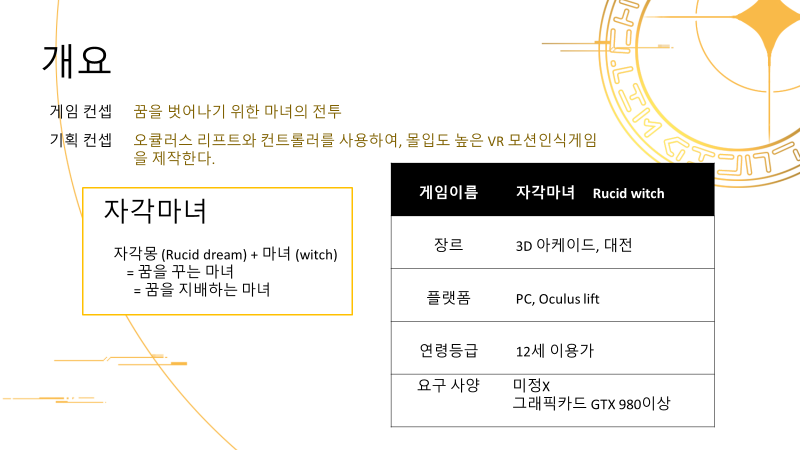 개요
게임 컨셉 꿈을 벗어나기 위한 마녀의 전투
기획 컨셉 오큘러스 리프트와 컨트롤러를 사용하여, 몰입도 높은 VR 모션인식게임
을 제작한다.
자각마녀
자각몽 (Rucid dream) + 마녀 (witch)
= 꿈을 꾸는 마녀
= 꿈을 지배하는 마녀
게임이름 자각마녀 Rucid witch
장르 3D 아케이드, 대전
플랫폼 PC, Oculus lift
연령등급 12세 이용가
요구 사양 미정X
그래픽카드 GTX 980이상